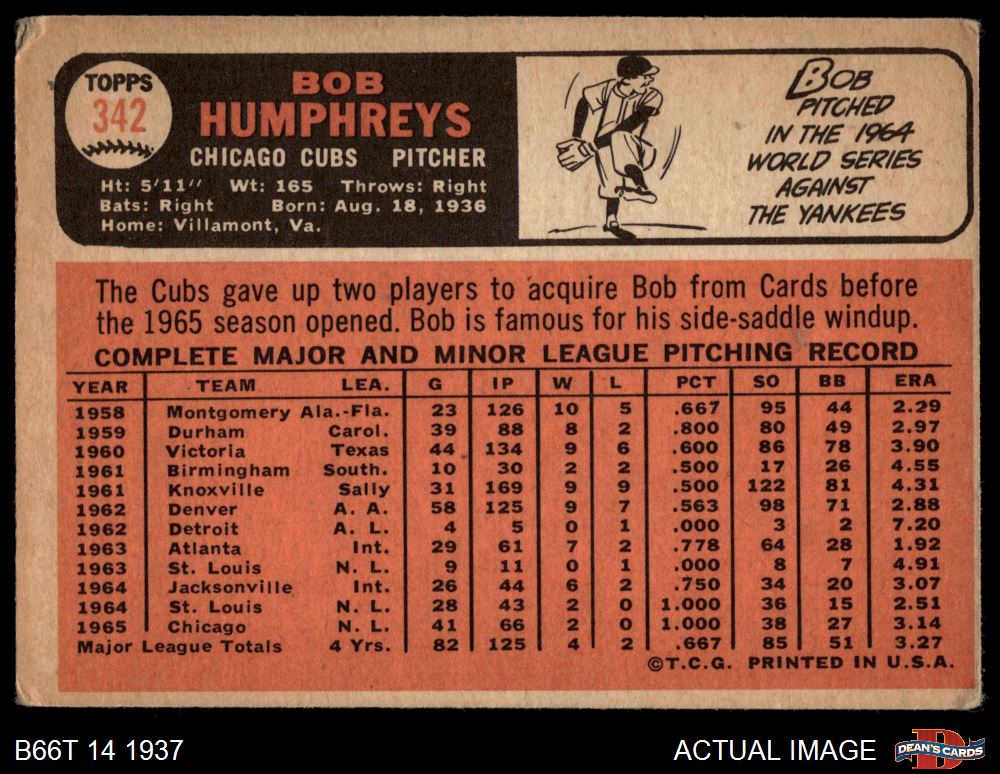 TOPPS
342
BOB
HUMPHREYS
CHICAGO CUBS PITCHER
Ht: 5'11" Wt: 165 Throws: Right
Bats: Right Born: Aug. 18, 1936
Home: Villamont, Va.
BOB
PITCHED
IN THE 1964
WORLD SERIES
AGAINST
THE YANKEES
The Cubs gave up two players to acquire Bob from Cards before
the 1965 season opened. Bob is famous for his side-saddle windup.
COMPLETE MAJOR AND MINOR LEAGUE PITCHING RECORD
YEAR TEAM LEA. G IP W L PCT SO BB ERA
1958 Montgomery Ala.-Fla. 23 126 10 5 .667 95 44 2.29
1959 Durham Carol. 39 88 8 2 .800 80 49 2.97
1960 Victoria Texas 44 134 9 6 .600 86 78 3.90
1961 Birmingham South. 10 30 2 2 .500 17 26 4.55
1961 Knoxville Sally 31 169 9 9 .500 122 81 4.31
1962 Denver A. A. 58 125 9 7 .563 98 71 2.88
1962 Detroit A. L. 4 5 0 1 .000 3 2 7.20
1963 Atlanta Int. 29 61 7 2 .778 64 28 1.92
1963 St. Louis N. L. 9 11 0 1 .000 8 7 4.91
1964 Jacksonville Int. 26 44 6 2 .750 34 20 3.07
1964 St. Louis N. L. 28 43 2 0 1.000 36 15 2.51
1965 Chicago N. L. 41 66 2 0 1.000 38 27 3.14
Major League Totals 4 Yrs. 82 125 4 2 .667 85 51 3.27
©T.C.G. PRINTED IN U.S.A.
B66T 14 1937
ACTUAL IMAGE
D
DEAN'S CARDS